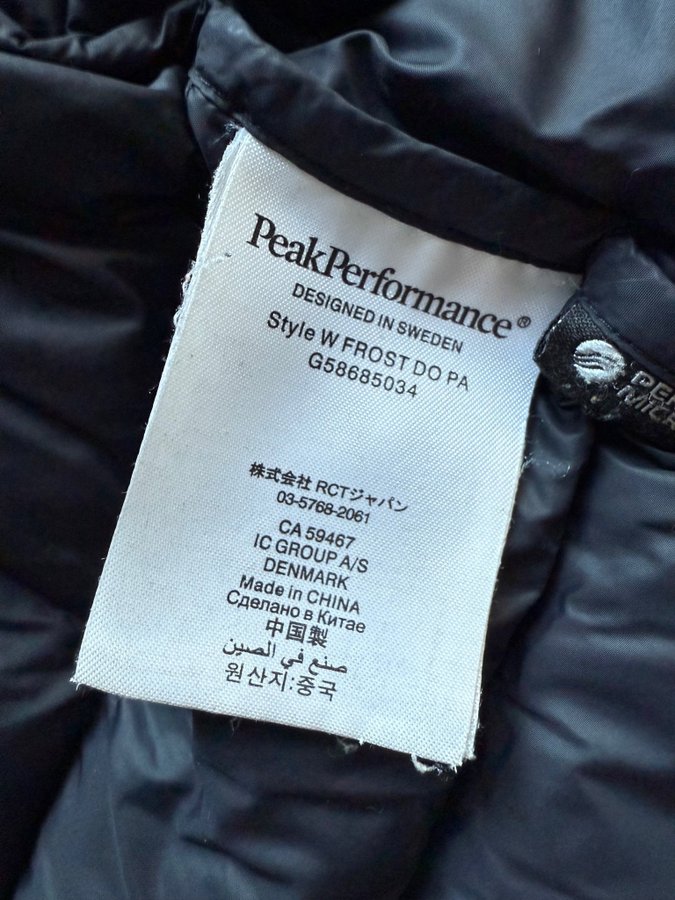 PeakPerformance®
DESIGNED IN SWEDEN
Style W FROST DO PA
G58685034
株式会社 RCTジャパン
03-5768-2061
CA 59467
IC GROUP A/S
DENMARK
Made in CHINA
Сделано в Китае
中国製
صنع في الصين
원산지:중국